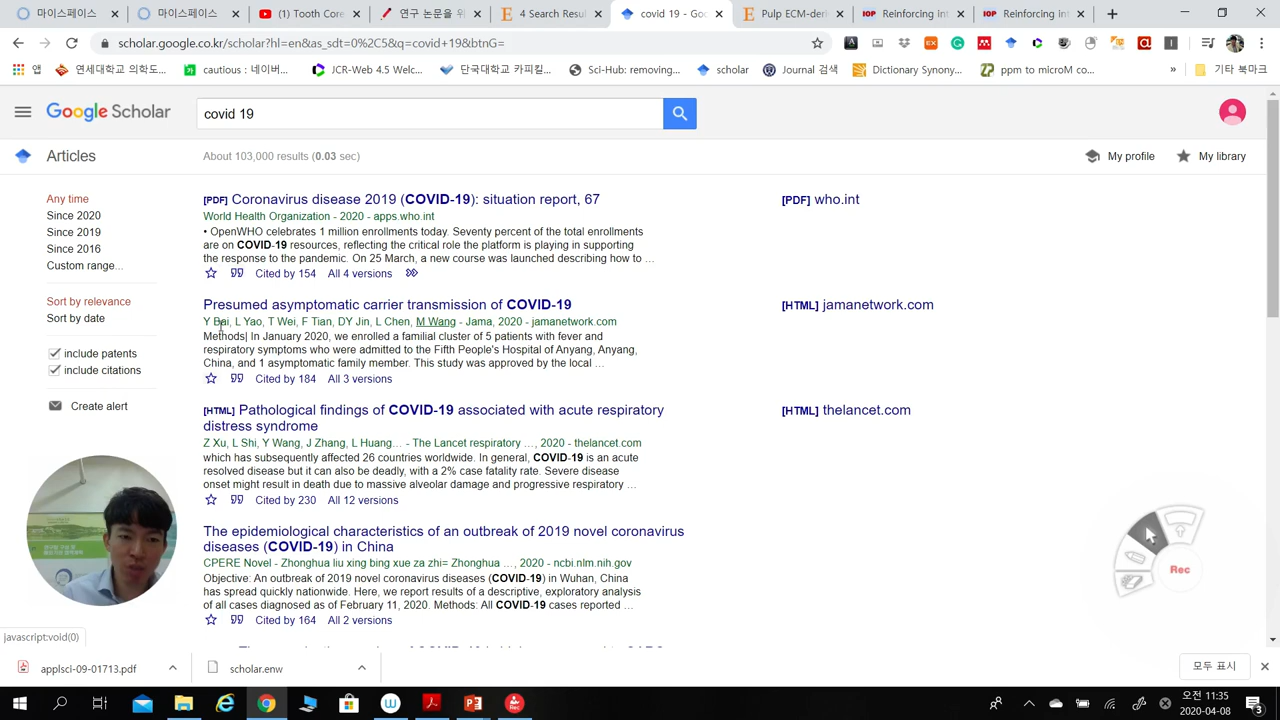 마이스페이스
마이스페이스
(1) Tooth Core
연구 논문을 위
4 Search Resul
covid 19 - Goo
Pulp ECM-deri
Reinforcing Int
Reinforcing Int
scholar.google.co.kr/scholar?hl=en&as_sdt=0%2C5&q=covid+19&btnG=
앱
연세대학교 의학도...
cautious : 네이버...
JCR-Web 4.5 Welc...
단국대학교 카피킬...
Sci-Hub: removing...
scholar
Journal 검색
Dictionary Synony...
ppm to microM co...
»
기타 북마크
Google Scholar
covid 19
Articles
About 103,000 results (0.03 sec)
My profile
My library
Any time
Since 2020
Since 2019
Since 2016
Custom range...
Sort by relevance
Sort by date
include patents
include citations
Create alert
[PDF] Coronavirus disease 2019 (COVID-19): situation report, 67
World Health Organization - 2020 - apps.who.int
• OpenWHO celebrates 1 million enrollments today. Seventy percent of the total enrollments
are on COVID-19 resources, reflecting the critical role the platform is playing in supporting
the response to the pandemic. On 25 March, a new course was launched describing how to ...
Cited by 154 All 4 versions
[PDF] who.int
Presumed asymptomatic carrier transmission of COVID-19
Y Bai, L Yao, T Wei, F Tian, DY Jin, L Chen, M Wang - Jama, 2020 - jamanetwork.com
Methods| In January 2020, we enrolled a familial cluster of 5 patients with fever and
respiratory symptoms who were admitted to the Fifth People's Hospital of Anyang, Anyang,
China, and 1 asymptomatic family member. This study was approved by the local ...
Cited by 184 All 3 versions
[HTML] jamanetwork.com
[HTML] Pathological findings of COVID-19 associated with acute respiratory
distress syndrome
Z Xu, L Shi, Y Wang, J Zhang, L Huang... - The Lancet respiratory ..., 2020 - thelancet.com
which has subsequently affected 26 countries worldwide. In general, COVID-19 is an acute
resolved disease but it can also be deadly, with a 2% case fatality rate. Severe disease
onset might result in death due to massive alveolar damage and progressive respiratory ...
Cited by 230 All 12 versions
[HTML] thelancet.com
The epidemiological characteristics of an outbreak of 2019 novel coronavirus
diseases (COVID-19) in China
CPERE Novel - Zhonghua liu xing bing xue za zhi= Zhonghua ..., 2020 - ncbi.nlm.nih.gov
Objective: An outbreak of 2019 novel coronavirus diseases (COVID-19) in Wuhan, China
has spread quickly nationwide. Here, we report results of a descriptive, exploratory analysis
of all cases diagnosed as of February 11, 2020. Methods: All COVID-19 cases reported ...
Cited by 164 All 2 versions
Rec
javascript:void(0)
applsci-09-01713.pdf
scholar.enw
모두 표시
오전 11:35
2020-04-08